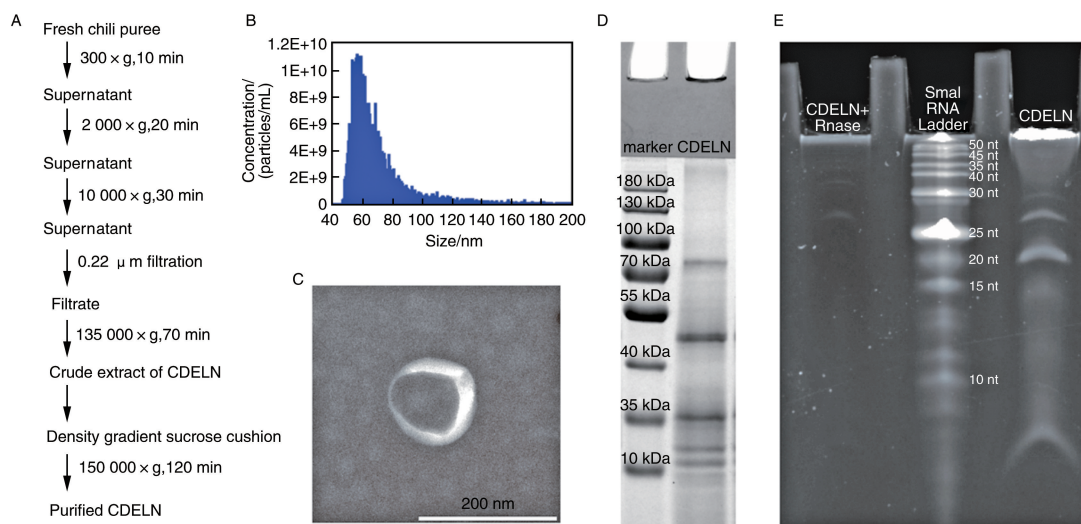 A
Fresh chili puree
300 × g,10 min
Supernatant
2 000 × g,20 min
Supernatant
10 000 × g,30 min
Supernatant
0.22 μ m filtration
Filtrate
135 000 × g,70 min
Crude extract of CDELN
Density gradient sucrose cushion
150 000 × g,120 min
Purified CDELN
B
Concentration/
(particles/mL)
1.2E+10
1E+10
8E+9
6E+9
4E+9
2E+9
0
40 60 80 100 120 140 160 180 200
Size/nm
C
200 nm
D
marker CDELN
180 kDa
130 kDa
100 kDa
70 kDa
55 kDa
40 kDa
35 kDa
10 kDa
E
CDELN+
Rnase
Smal
RNA
Ladder
CDELN
50 nt
45 nt
35 nt
40 nt
30 nt
25 nt
20 nt
15 nt
10 nt